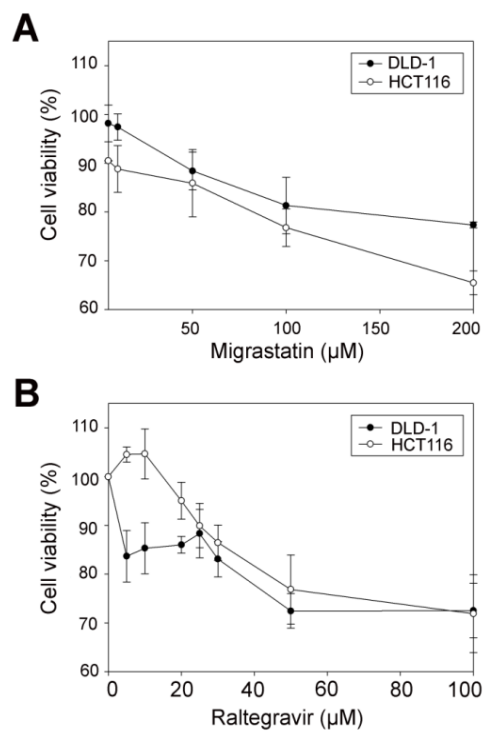 A
110
100
90
80
70
60
Cell viability (%)
DLD-1
HCT116
50
100
150
200
Migrastatin (µM)
B
110
100
90
80
70
60
Cell viability (%)
DLD-1
HCT116
0
20
40
60
80
100
Raltegravir (µM)